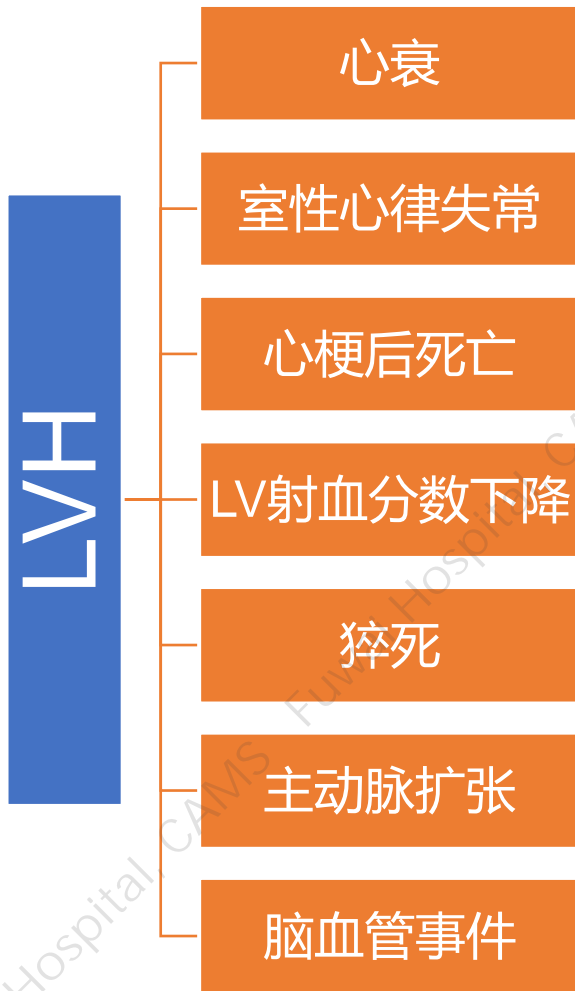 心衰
室性心律失常
心梗后死亡
LV射血分数下降
猝死
主动脉扩张
脑血管事件
LVH
Hospital, CAMS Fuwai Hospital, CA